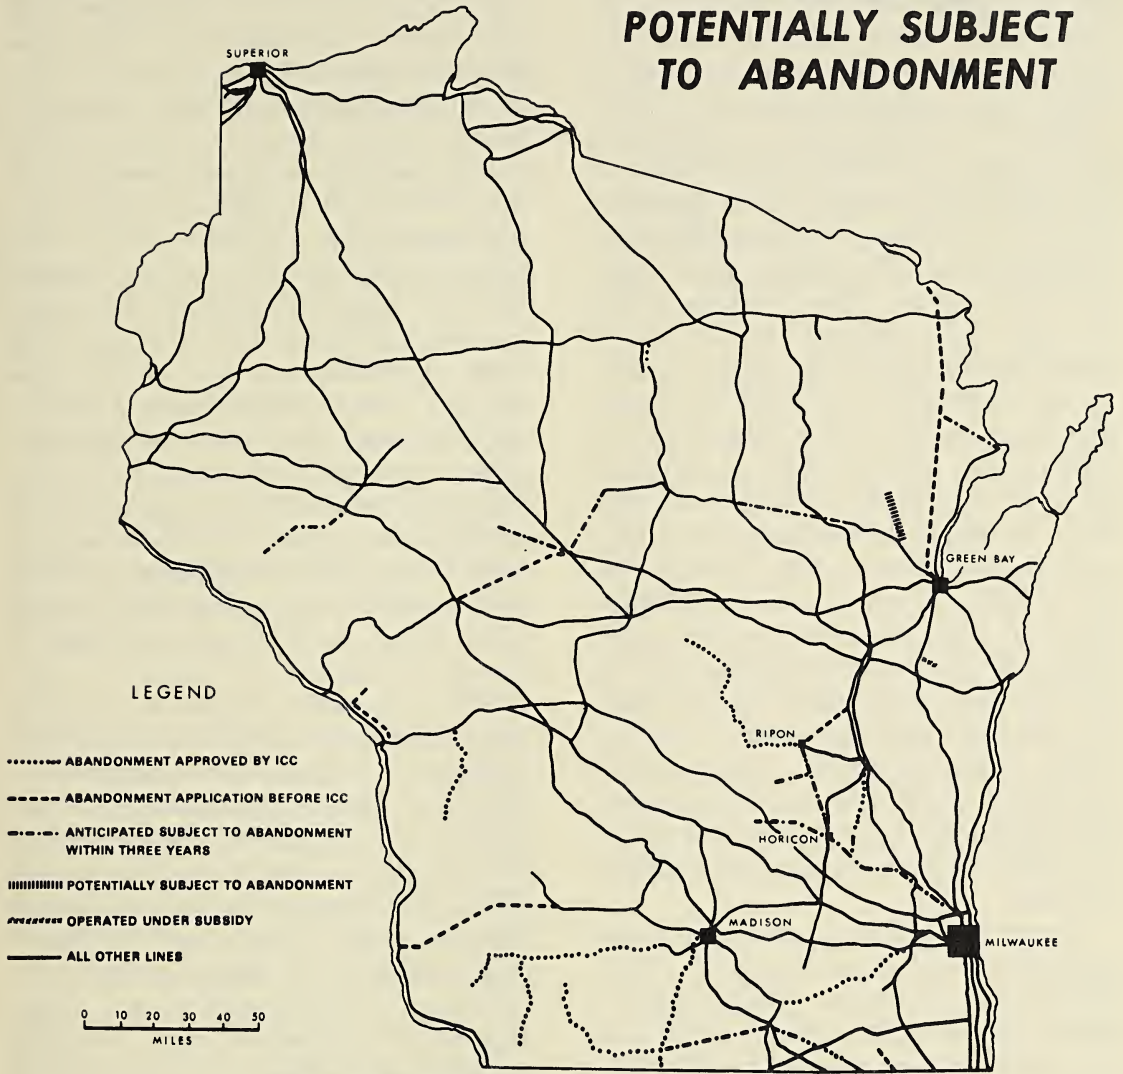 POTENTIALLY SUBJECT
TO ABANDONMENT
SUPERIOR
GREEN BAY
RIPON
HORICON
MADISON
MILWAUKEE
LEGEND
ABANDONMENT APPROVED BY ICC
ABANDONMENT APPLICATION BEFORE ICC
ANTICIPATED SUBJECT TO ABANDONMENT
WITHIN THREE YEARS
POTENTIALLY SUBJECT TO ABANDONMENT
OPERATED UNDER SUBSIDY
ALL OTHER LINES
0 10 20 30 40 50
MILES